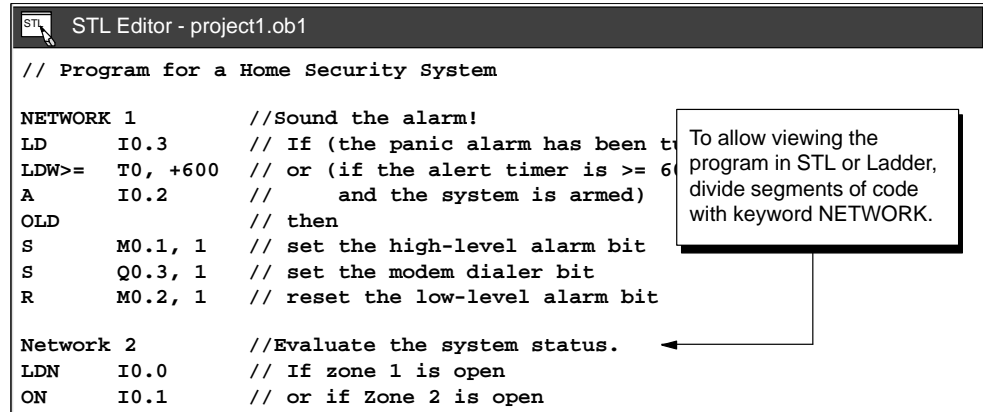 STL
STL Editor - project1.ob1
// Program for a Home Security System
NETWORK 1 //Sound the alarm!
LD I0.3 // If (the panic alarm has been
LDW>= T0, +600 // or (if the alert timer is >=
A I0.2 // and the system is armed)
OLD // then
S M0.1, 1 // set the high-level alarm bit
S Q0.3, 1 // set the modem dialer bit
R M0.2, 1 // reset the low-level alarm bit
To allow viewing the
program in STL or Ladder,
divide segments of code
with keyword NETWORK.
Network 2 //Evaluate the system status.
LDN I0.0 // If zone 1 is open
ON I0.1 // or if Zone 2 is open